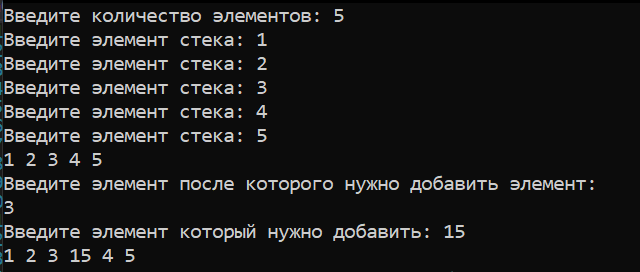 Введите количество элементов: 5
Введите элемент стека: 1
Введите элемент стека: 2
Введите элемент стека: 3
Введите элемент стека: 4
Введите элемент стека: 5
1 2 3 4 5
Введите элемент после которого нужно добавить элемент:
3
Введите элемент который нужно добавить: 15
1 2 3 15 4 5